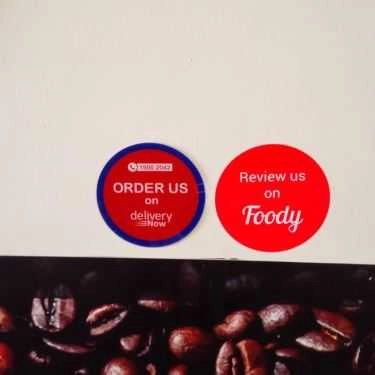 1900 2042
ORDER US
on
delivery
Now
Review us
on
Foody